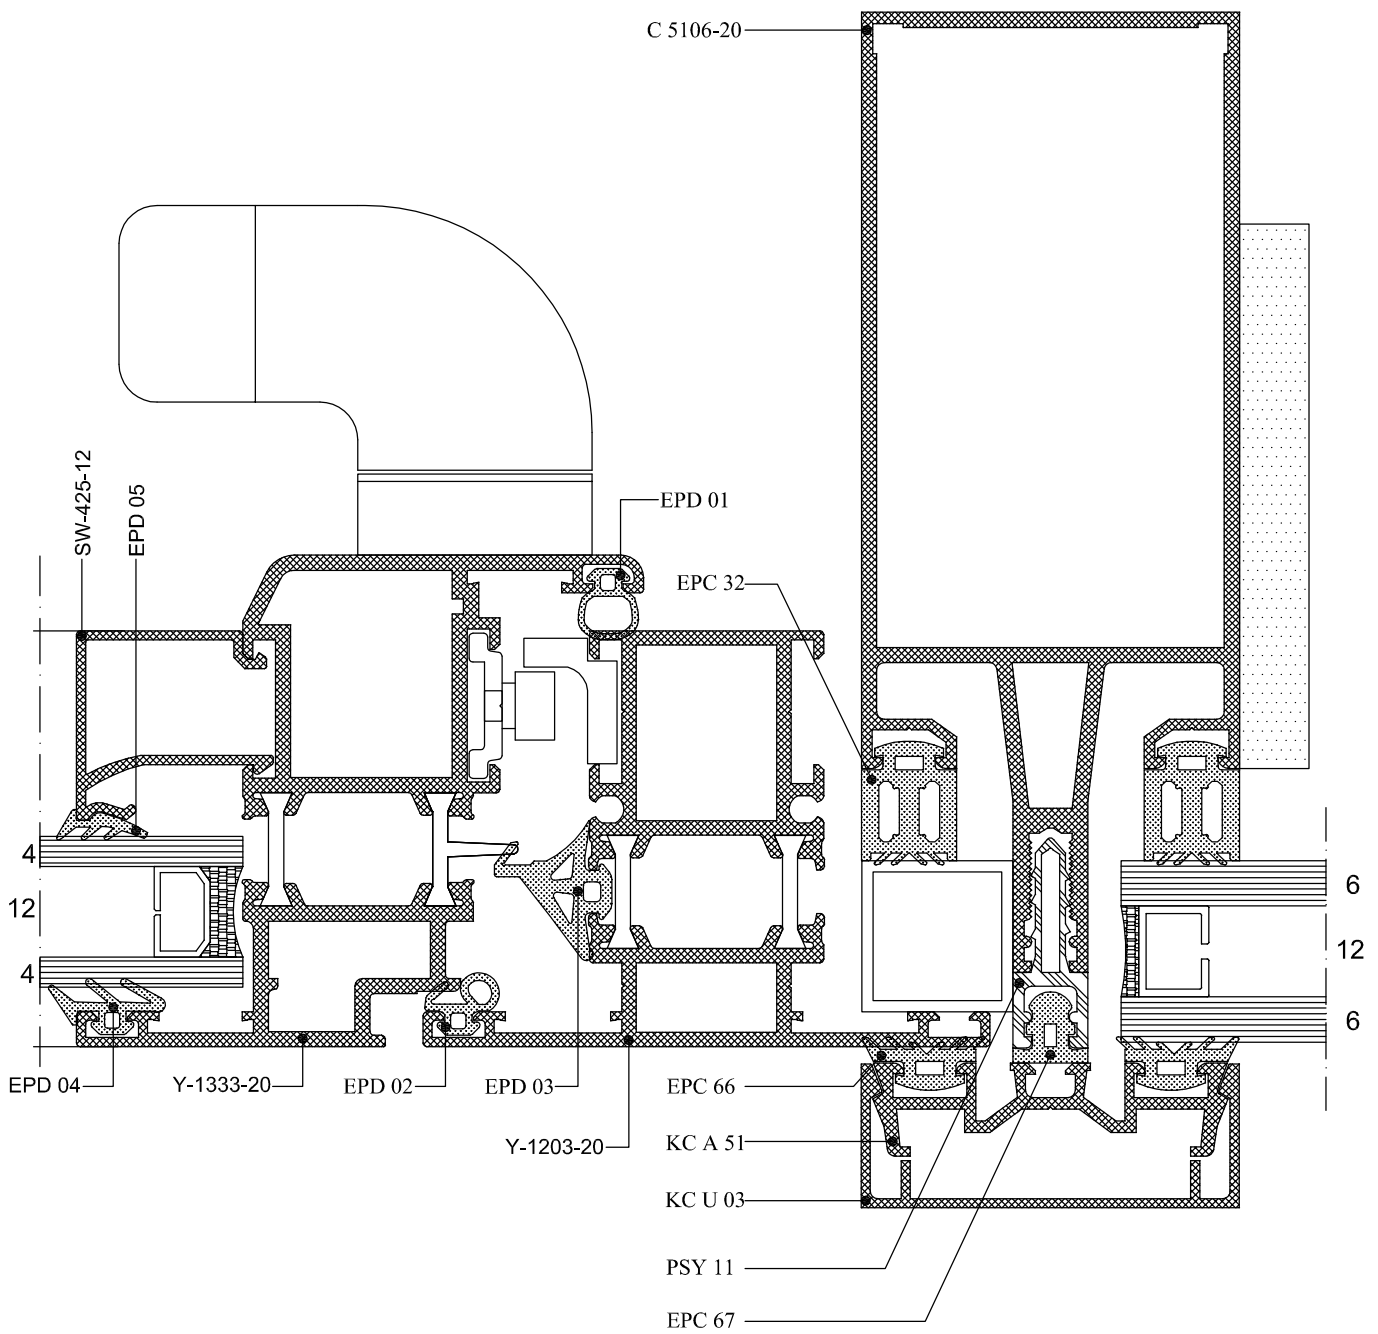 C 5106-20
SW-425-12
EPD 05
EPD 01
EPC 32
4
12
4
6
12
6
EPD 04
Y-1333-20
EPD 02
EPD 03
Y-1203-20
EPC 66
KC A 51
KC U 03
PSY 11
EPC 67